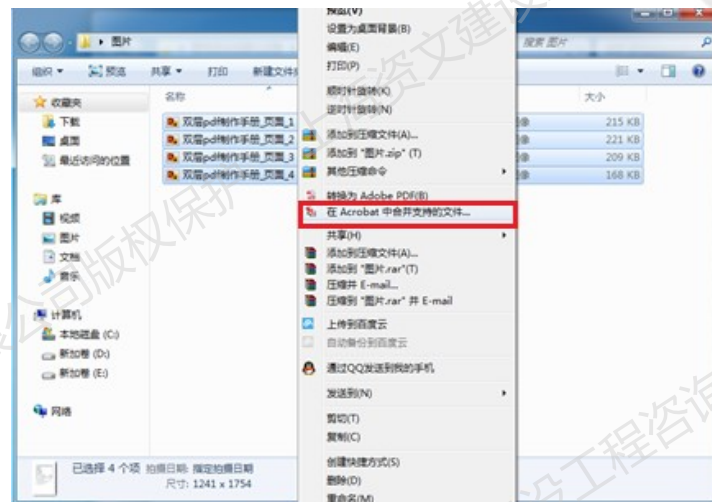 预览(V)
设置为桌面背景(B)
图片
搜索 图片
编辑(E)
组织 预览 共享 打印 新建文件
打印(P)
顺时针旋转(K)
逆时针旋转(N)
收藏夹
下载
桌面
最近访问的位置
库
视频
图片
文档
音乐
计算机
本地磁盘 (C:)
新加卷 (D:)
新加卷 (E:)
网络
名称
大小
双层pdf制作手册_页面_1
215 KB
双层pdf制作手册_页面_2
221 KB
双层pdf制作手册_页面_3
209 KB
双层pdf制作手册_页面_4
168 KB
添加到压缩文件(A)...
添加到 "图片.zip" (T)
其他压缩命令
转换为 Adobe PDF(B)
在 Acrobat 中合并支持的文件...
共享(H)
添加到压缩文件(A)...
添加到 "图片.rar"(T)
压缩并 E-mail...
压缩到 "图片.rar" 并 E-mail
上传到百度云
自动备份到百度云
通过QQ发送到我的手机
发送到(N)
剪切(T)
复制(C)
创建快捷方式(S)
删除(D)
重命名(M)
已选择 4 个项 拍摄日期: 指定拍摄日期
尺寸: 1241 x 1754